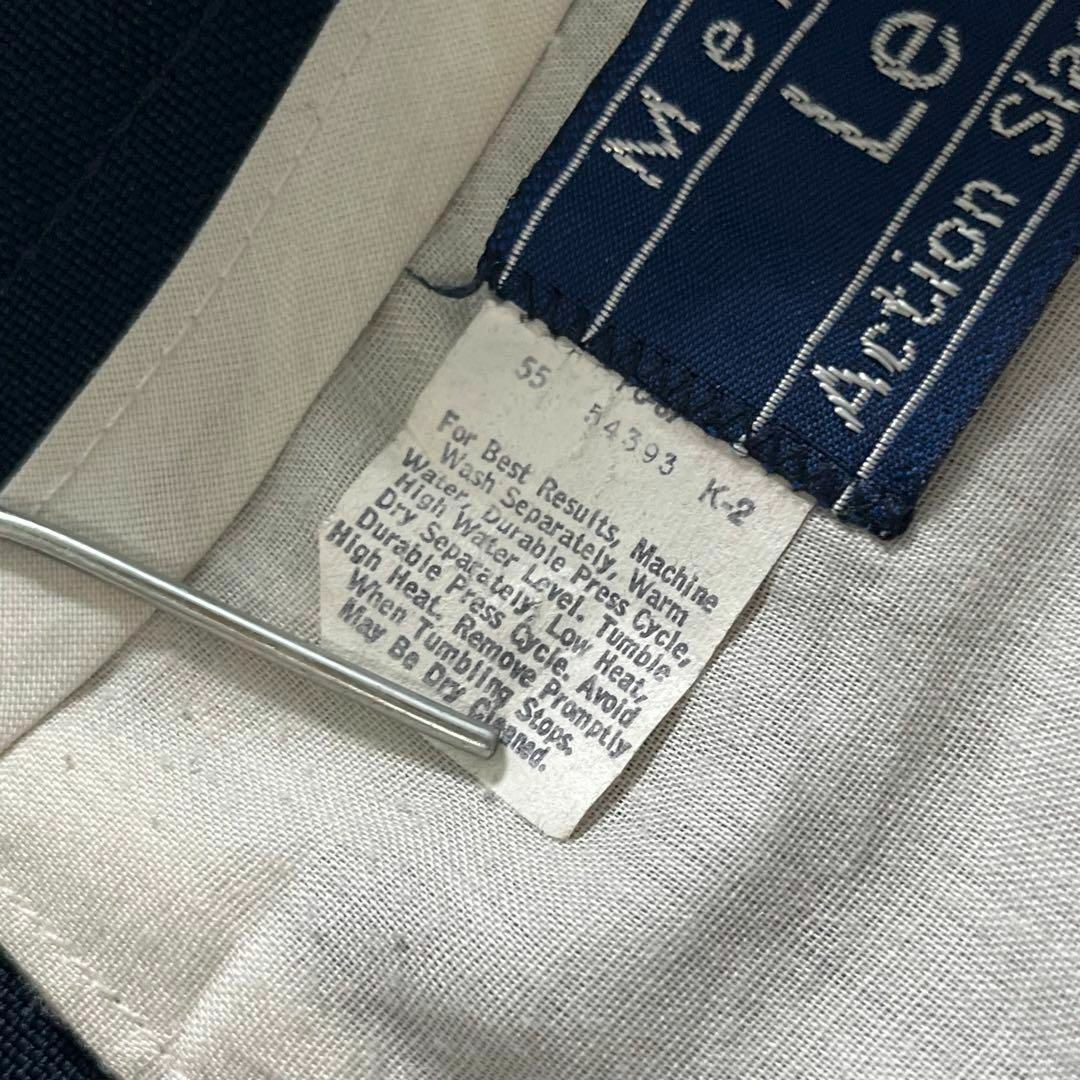 Me
Le
Action
55
54393 K-2
For Best Results, Machine
Wash Separately, Warm
Water, Durable Press Cycle,
High Water Level. Tumble
Dry Separately, Low Heat,
Durable Press Cycle. Avoid
High Heat. Remove Promptly
When Tumbling Stops.
May Be Dry Cleaned.